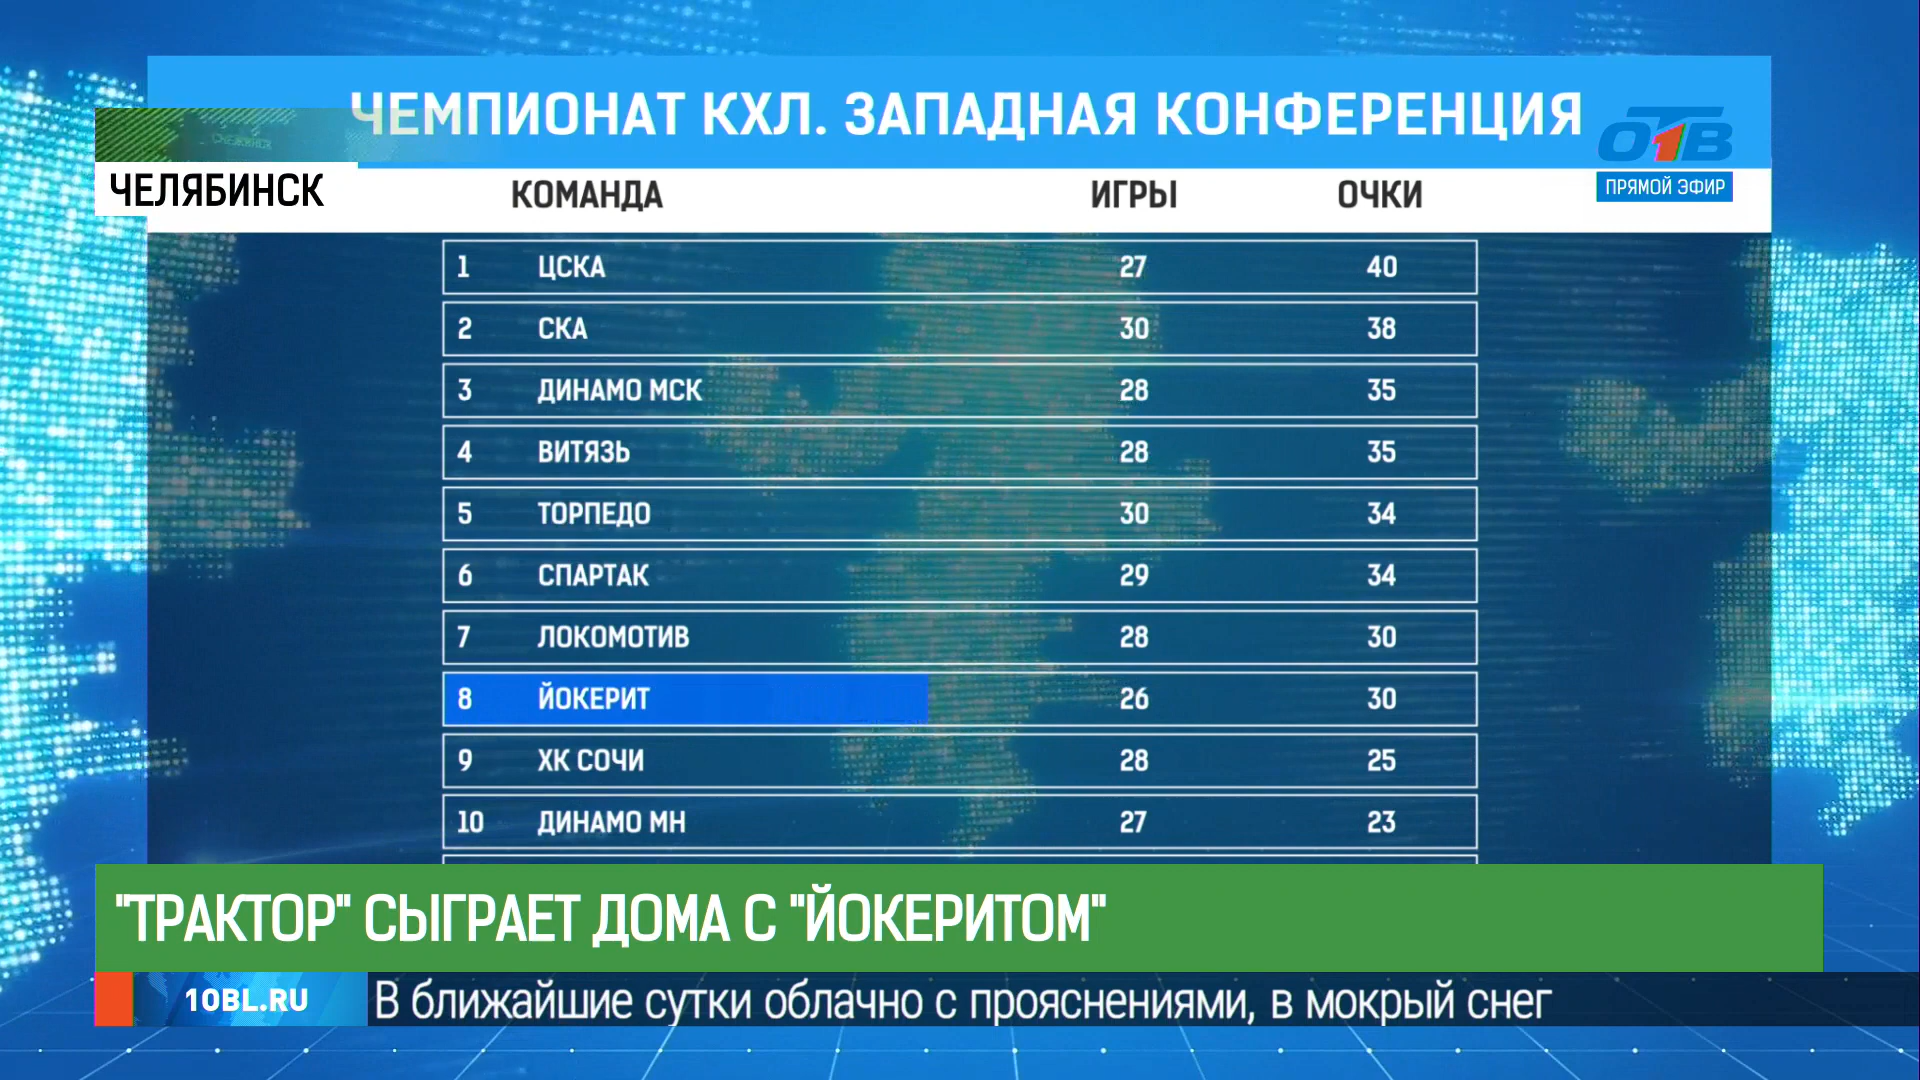 ЧЕМПИОНАТ КХЛ. ЗАПАДНАЯ КОНФЕРЕНЦИЯ
ОТВ
СНЕЖИНСК
ЧЕЛЯБИНСК
КОМАНДА ИГРЫ ОЧКИ
ПРЯМОЙ ЭФИР
1 ЦСКА 27 40
2 СКА 30 38
3 ДИНАМО МСК 28 35
4 ВИТЯЗЬ 28 35
5 ТОРПЕДО 30 34
6 СПАРТАК 29 34
7 ЛОКОМОТИВ 28 30
8 ЙОКЕРИТ 26 30
9 ХК СОЧИ 28 25
10 ДИНАМО МН 27 23
"ТРАКТОР" СЫГРАЕТ ДОМА С "ЙОКЕРИТОМ"
10BL.RU
В ближайшие сутки облачно с прояснениями, в мокрый снег